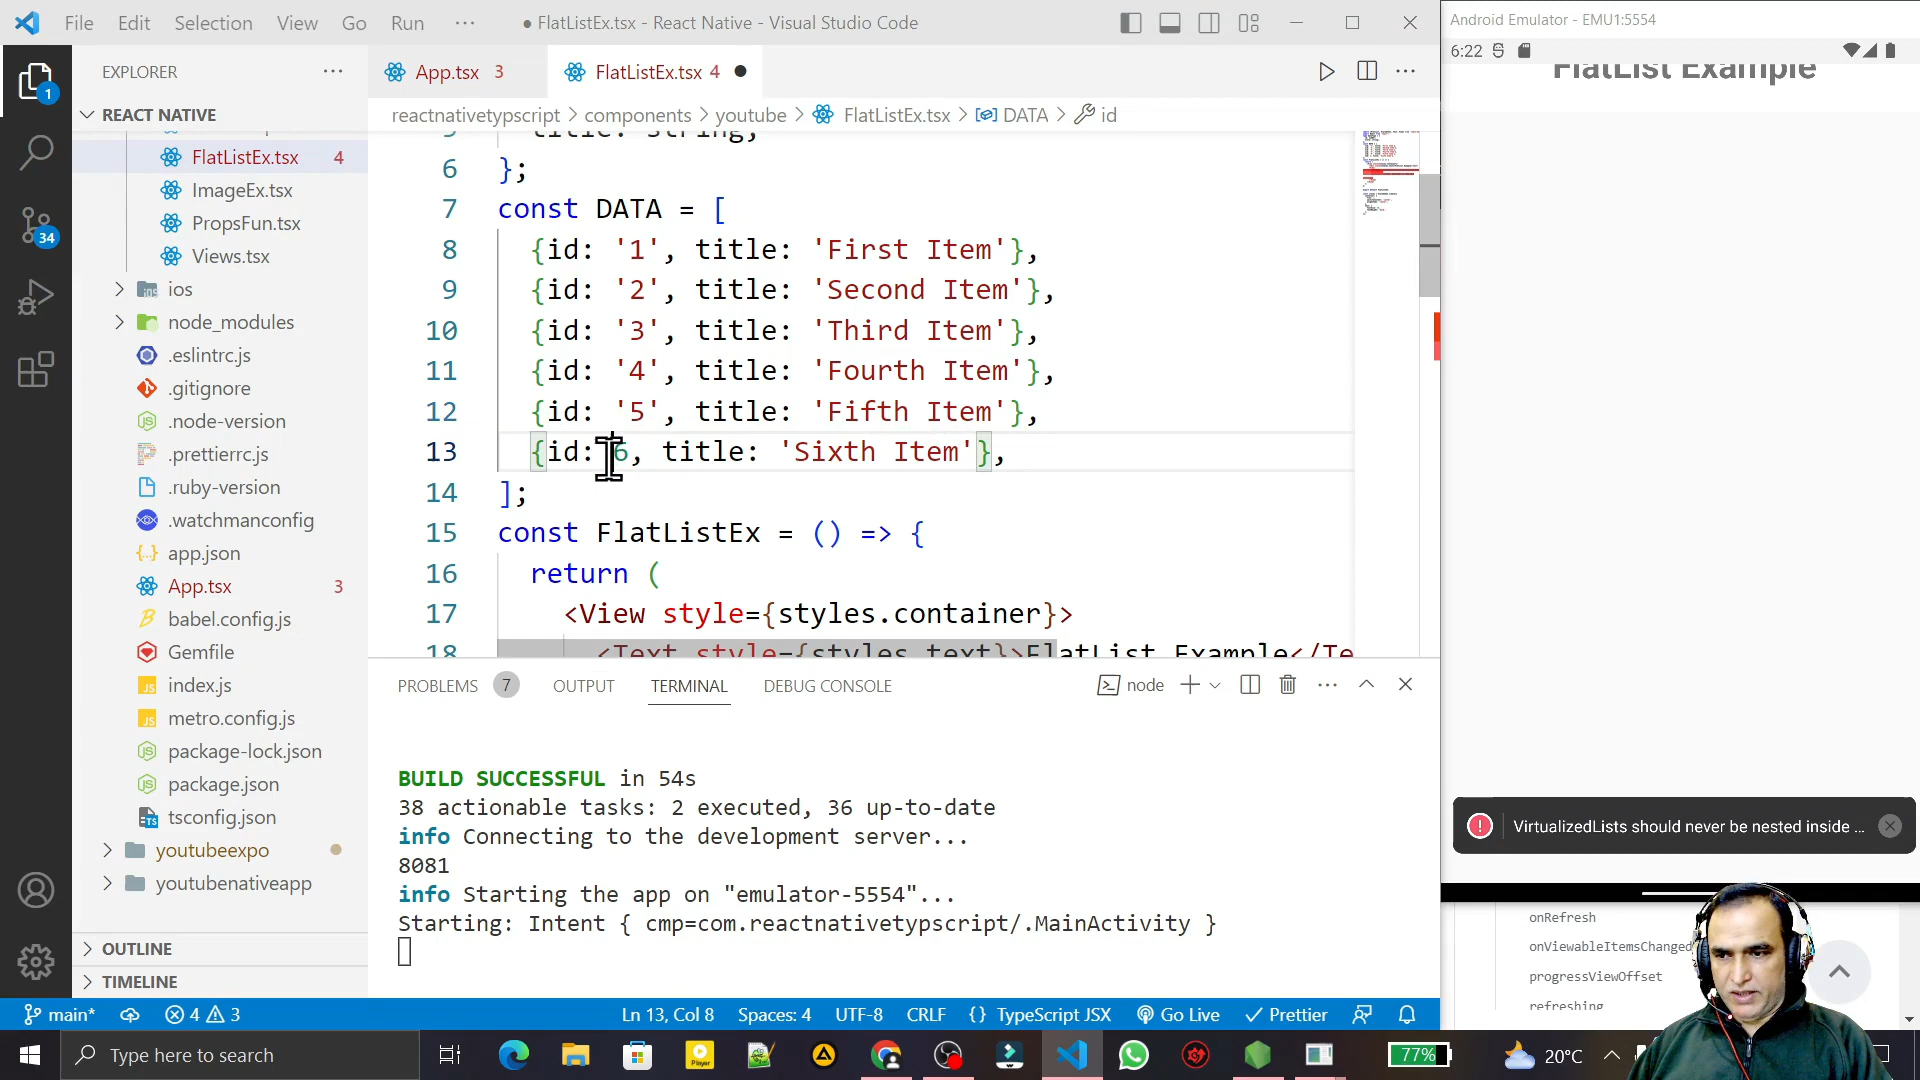 File Edit Selection View Go Run ··· ● FlatListEx.tsx - React Native - Visual Studio Code
EXPLORER ···
REACT NATIVE
FlatListEx.tsx 4
ImageEx.tsx
PropsFun.tsx
Views.tsx
ios
node_modules
.eslintrc.js
.gitignore
.node-version
.prettierrc.js
.ruby-version
.watchmanconfig
app.json
App.tsx 3
babel.config.js
Gemfile
index.js
metro.config.js
package-lock.json
package.json
tsconfig.json
youtubeexpo
youtubenativeapp
OUTLINE
TIMELINE
1
34
App.tsx 3
FlatListEx.tsx 4 ●
reactnativetypscript > components > youtube > FlatListEx.tsx > DATA > id
5 title: string;
6 };
7 const DATA = [
8 {id: '1', title: 'First Item'},
9 {id: '2', title: 'Second Item'},
10 {id: '3', title: 'Third Item'},
11 {id: '4', title: 'Fourth Item'},
12 {id: '5', title: 'Fifth Item'},
13 {id: 6, title: 'Sixth Item'},
14 ];
15 const FlatListEx = () => {
16 return (
17 <View style={styles.container}>
18 <Text style={styles.text}>FlatList Example</Te
PROBLEMS 7 OUTPUT TERMINAL DEBUG CONSOLE node
BUILD SUCCESSFUL in 54s
38 actionable tasks: 2 executed, 36 up-to-date
info Connecting to the development server...
8081
info Starting the app on "emulator-5554"...
Starting: Intent { cmp=com.reactnativetypscript/.MainActivity }
main* 4 3 Ln 13, Col 8 Spaces: 4 UTF-8 CRLF {} TypeScript JSX Go Live Prettier
Android Emulator - EMU1:5554
6:22
FlatList Example
! VirtualizedLists should never be nested inside ...
onRefresh
onViewableItemsChanged
progressViewOffset
refreshing
Type here to search
Player
77%
20°C